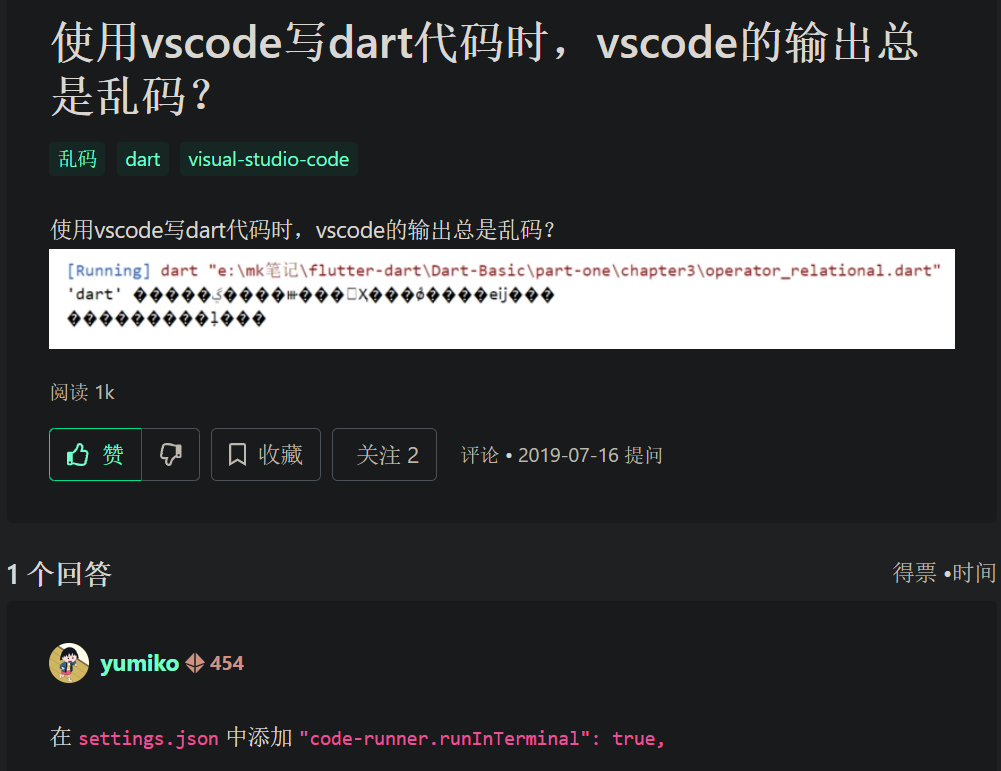 使用vscode写dart代码时，vscode的输出总
是乱码？
乱码 dart visual-studio-code
使用vscode写dart代码时，vscode的输出总是乱码？
[Running] dart "e:\mk笔记\flutter-dart\Dart-Basic\part-one\chapter3\operator_relational.dart"
'dart'
阅读 1k
赞 收藏 关注 2 评论 • 2019-07-16 提问
1 个回答 得票 •时间
yumiko 454
在 settings.json 中添加 "code-runner.runInTerminal": true,